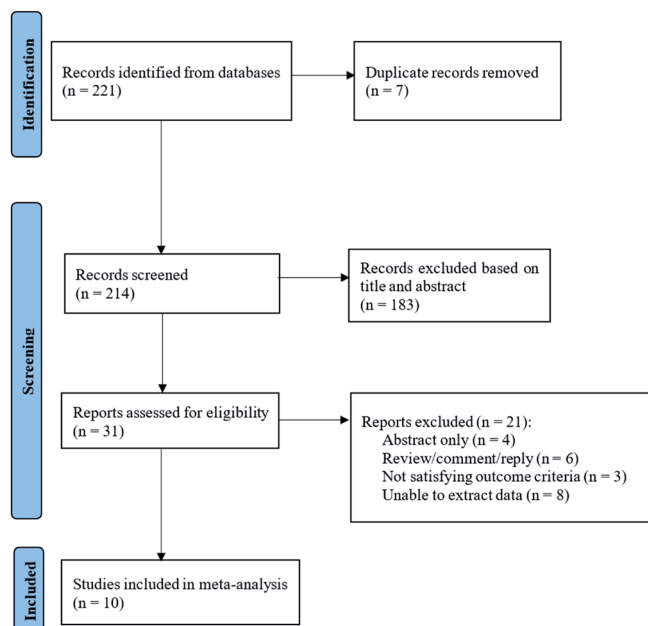 Identification
Records identified from databases
(n = 221)
Duplicate records removed
(n = 7)
Screening
Records screened
(n = 214)
Records excluded based on
title and abstract
(n = 183)
Reports assessed for eligibility
(n = 31)
Reports excluded (n = 21):
Abstract only (n = 4)
Review/comment/reply (n = 6)
Not satisfying outcome criteria (n = 3)
Unable to extract data (n = 8)
Included
Studies included in meta-analysis
(n = 10)